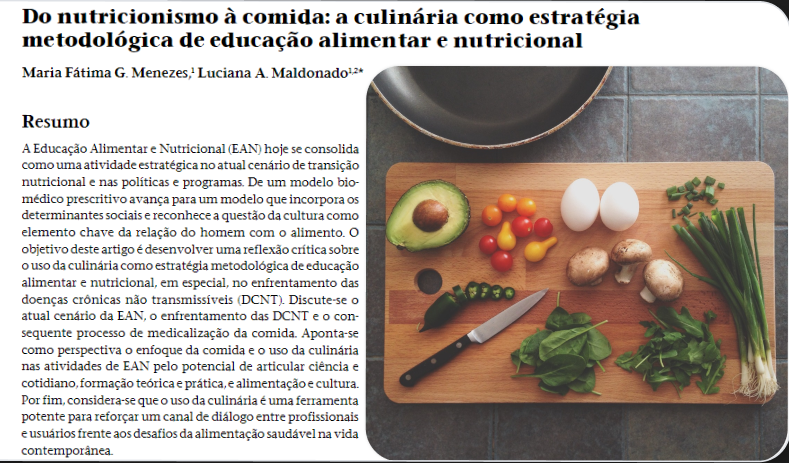 Do nutricionismo à comida: a culinária como estratégia
metodológica de educação alimentar e nutricional
Maria Fátima G. Menezes,¹ Luciana A. Maldonado¹,²*
Resumo
A Educação Alimentar e Nutricional (EAN) hoje se consolida
como uma atividade estratégica no atual cenário de transição
nutricional e nas políticas e programas. De um modelo bio-
médico prescritivo avança para um modelo que incorpora os
determinantes sociais e reconhece a questão da cultura como
elemento chave da relação do homem com o alimento. O
objetivo deste artigo é desenvolver uma reflexão crítica sobre
o uso da culinária como estratégia metodológica de educação
alimentar e nutricional, em especial, no enfrentamento das
doenças crônicas não transmissíveis (DCNT). Discute-se o
atual cenário da EAN, o enfrentamento das DCNT e o con-
sequente processo de medicalização da comida. Aponta-se
como perspectiva o enfoque da comida e o uso da culinária
nas atividades de EAN pelo potencial de articular ciência e
cotidiano, formação teórica e prática, e alimentação e cultura.
Por fim, considera-se que o uso da culinária é uma ferramenta
potente para reforçar um canal de diálogo entre profissionais
e usuários frente aos desafios da alimentação saudável na vida
contemporânea.